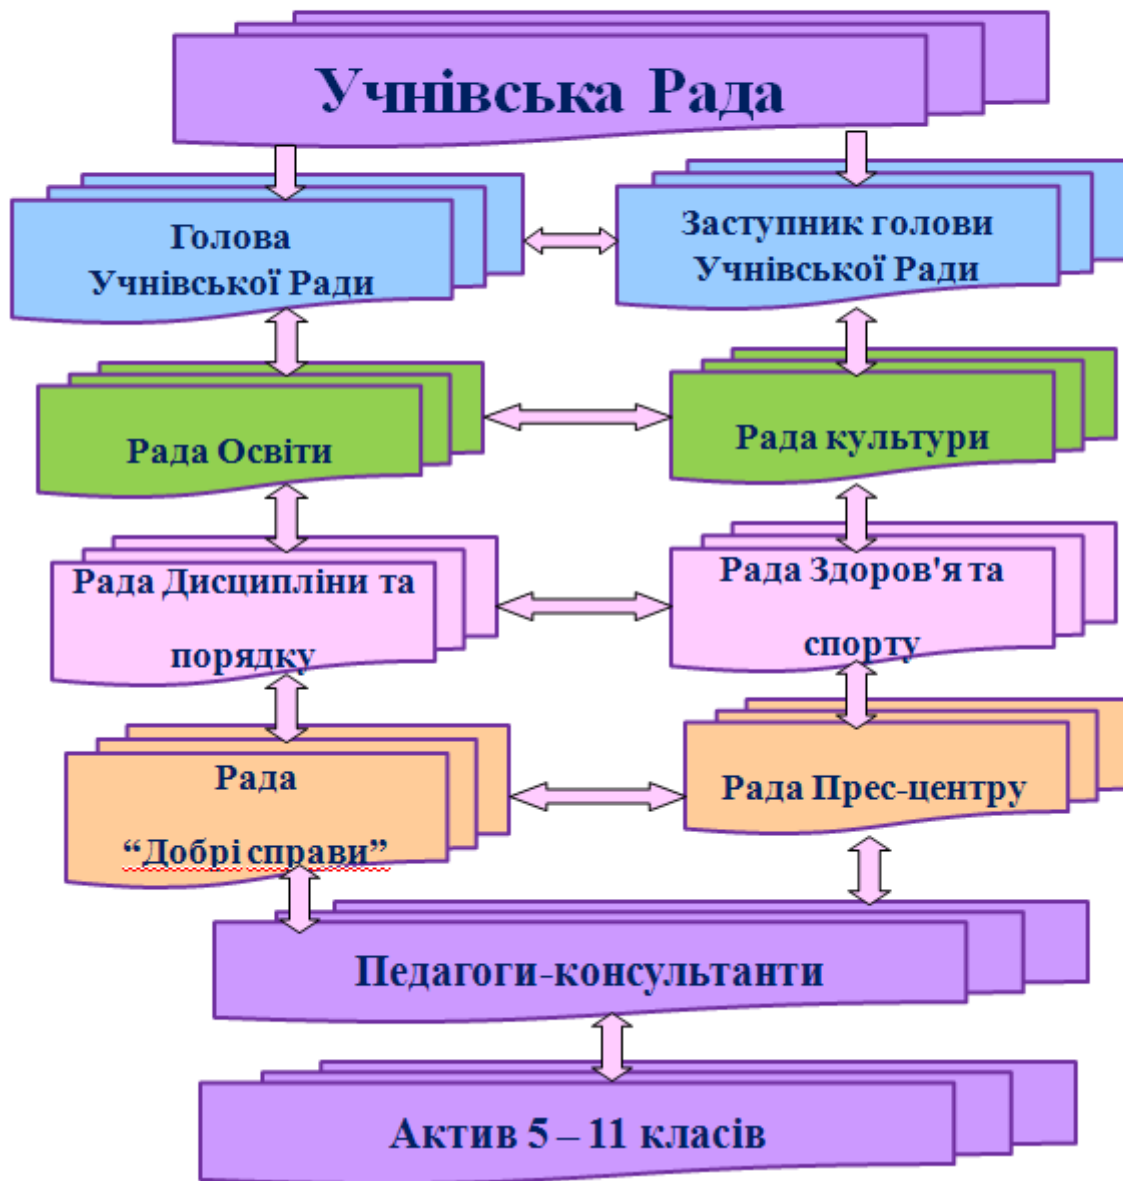 Учнівська Рада
Голова
Учнівської Ради
Заступник голови
Учнівської Ради
Рада Освіти
Рада культури
Рада Дисципліни та
порядку
Рада Здоров'я та
спорту
Рада
“Добрі справи”
Рада Прес-центру
Педагоги-консультанти
Актив 5 – 11 класів